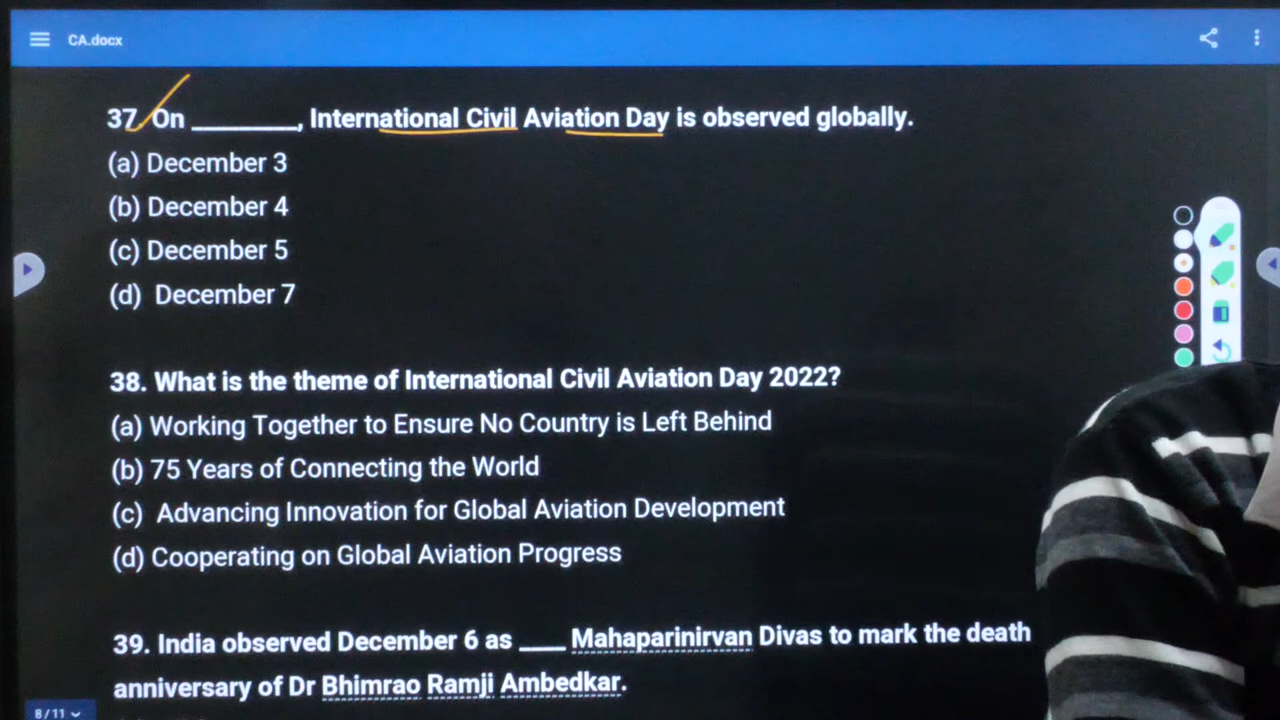 CA.docx
37. On ________, International Civil Aviation Day is observed globally.
(a) December 3
(b) December 4
(c) December 5
(d) December 7
38. What is the theme of International Civil Aviation Day 2022?
(a) Working Together to Ensure No Country is Left Behind
(b) 75 Years of Connecting the World
(c) Advancing Innovation for Global Aviation Development
(d) Cooperating on Global Aviation Progress
39. India observed December 6 as ___ Mahaparinirvan Divas to mark the death
anniversary of Dr Bhimrao Ramji Ambedkar.
8/11